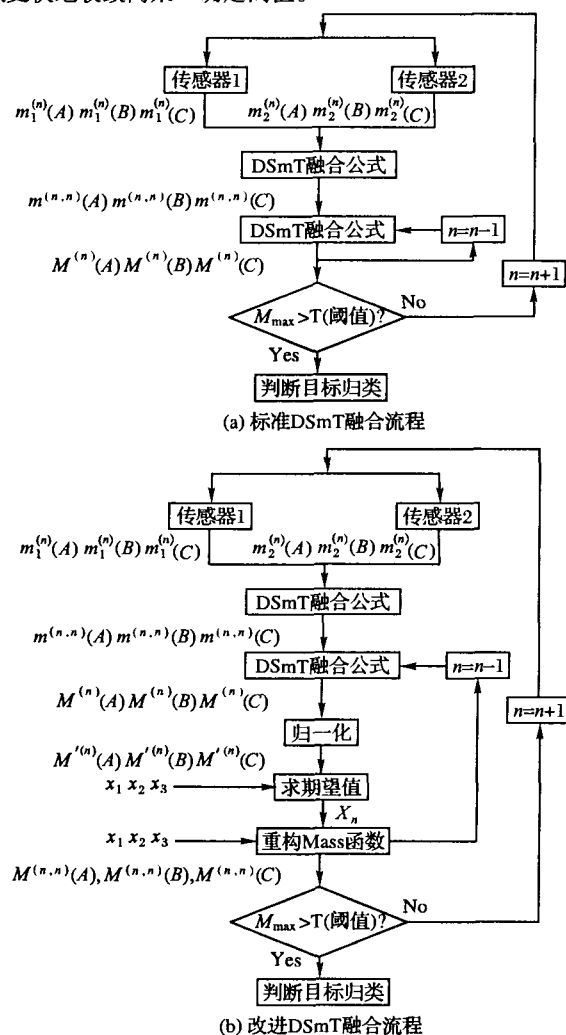 传感器1 传感器2
m₁⁽ⁿ⁾(A) m₁⁽ⁿ⁾(B) m₁⁽ⁿ⁾(C) m₂⁽ⁿ⁾(A) m₂⁽ⁿ⁾(B) m₂⁽ⁿ⁾(C)
DSmT融合公式
m⁽ⁿ,ⁿ⁾(A) m⁽ⁿ,ⁿ⁾(B) m⁽ⁿ,ⁿ⁾(C)
DSmT融合公式 n=n-1
M⁽ⁿ⁾(A) M⁽ⁿ⁾(B) M⁽ⁿ⁾(C) n=n+1
M_max>T(阈值)? No
Yes
判断目标归类
(a) 标准DSmT融合流程
传感器1 传感器2
m₁⁽ⁿ⁾(A) m₁⁽ⁿ⁾(B) m₁⁽ⁿ⁾(C) m₂⁽ⁿ⁾(A) m₂⁽ⁿ⁾(B) m₂⁽ⁿ⁾(C)
DSmT融合公式
m⁽ⁿ,ⁿ⁾(A) m⁽ⁿ,ⁿ⁾(B) m⁽ⁿ,ⁿ⁾(C)
DSmT融合公式 n=n-1
M⁽ⁿ⁾(A) M⁽ⁿ⁾(B) M⁽ⁿ⁾(C) n=n+1
归一化
M′⁽ⁿ⁾(A) M′⁽ⁿ⁾(B) M′⁽ⁿ⁾(C)
x₁ x₂ x₃ 求期望值
Xₙ
x₁ x₂ x₃ 重构Mass函数
M⁽ⁿ,ⁿ⁾(A), M⁽ⁿ,ⁿ⁾(B), M⁽ⁿ,ⁿ⁾(C)
M_max>T(阈值)? No
Yes
判断目标归类
(b) 改进DSmT融合流程